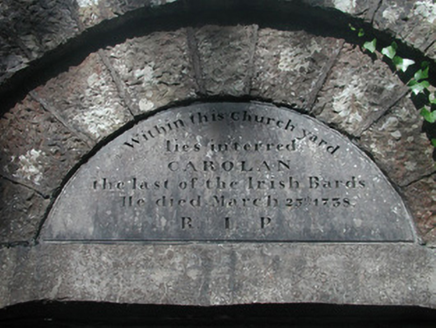 Within this Church yard
lies interred
CAROLAN
the last of the Irish Bards
He died March 25th 1738.
R. I. P.